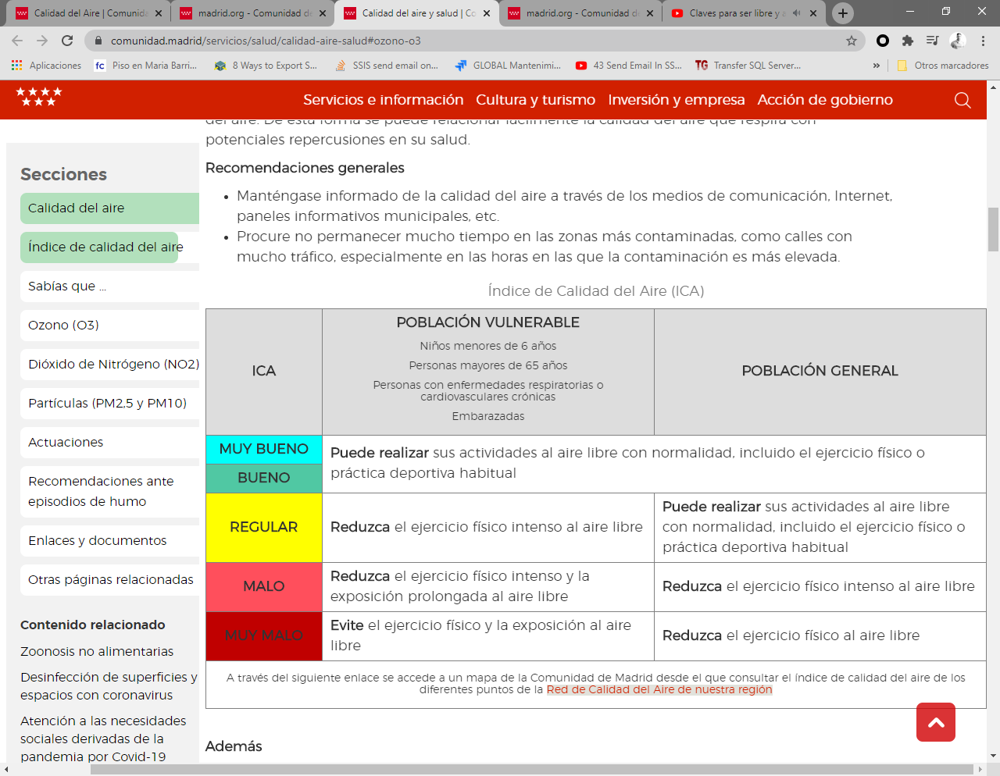 Calidad del Aire | Comunida
madrid.org - Comunidad de
Calidad del aire y salud | Co
madrid.org - Comunidad de
Claves para ser libre y a
comunidad.madrid/servicios/salud/calidad-aire-salud#ozono-o3
Aplicaciones
fc Piso en Maria Barri...
8 Ways to Export S...
SSIS send email on...
GLOBAL Mantenimi...
43 Send Email In SS...
TG Transfer SQL Server...
»
Otros marcadores
Servicios e información Cultura y turismo Inversión y empresa Acción de gobierno
del aire. De esta forma se puede relacionar fácilmente la calidad del aire que respira con
potenciales repercusiones en su salud.
Recomendaciones generales
Manténgase informado de la calidad del aire a través de los medios de comunicación, Internet,
paneles informativos municipales, etc.
Procure no permanecer mucho tiempo en las zonas más contaminadas, como calles con
mucho tráfico, especialmente en las horas en las que la contaminación es más elevada.
Secciones
Calidad del aire
Índice de calidad del aire
Sabías que ...
Ozono (O3)
Dióxido de Nitrógeno (NO2)
Partículas (PM2,5 y PM10)
Actuaciones
Recomendaciones ante
episodios de humo
Enlaces y documentos
Otras páginas relacionadas
Contenido relacionado
Zoonosis no alimentarias
Desinfección de superficies y
espacios con coronavirus
Atención a las necesidades
sociales derivadas de la
pandemia por Covid-19
Índice de Calidad del Aire (ICA)
ICA
POBLACIÓN VULNERABLE
Niños menores de 6 años
Personas mayores de 65 años
Personas con enfermedades respiratorias o
cardiovasculares crónicas
Embarazadas
POBLACIÓN GENERAL
MUY BUENO
BUENO
Puede realizar sus actividades al aire libre con normalidad, incluido el ejercicio físico o
práctica deportiva habitual
REGULAR
Reduzca el ejercicio físico intenso al aire libre
Puede realizar sus actividades al aire libre
con normalidad, incluido el ejercicio físico o
práctica deportiva habitual
MALO
Reduzca el ejercicio físico intenso y la
exposición prolongada al aire libre
Reduzca el ejercicio físico intenso al aire libre
MUY MALO
Evite el ejercicio físico y la exposición al aire
libre
Reduzca el ejercicio físico al aire libre
A través del siguiente enlace se accede a un mapa de la Comunidad de Madrid desde el que consultar el índice de calidad del aire de los
diferentes puntos de la Red de Calidad del Aire de nuestra región
Además